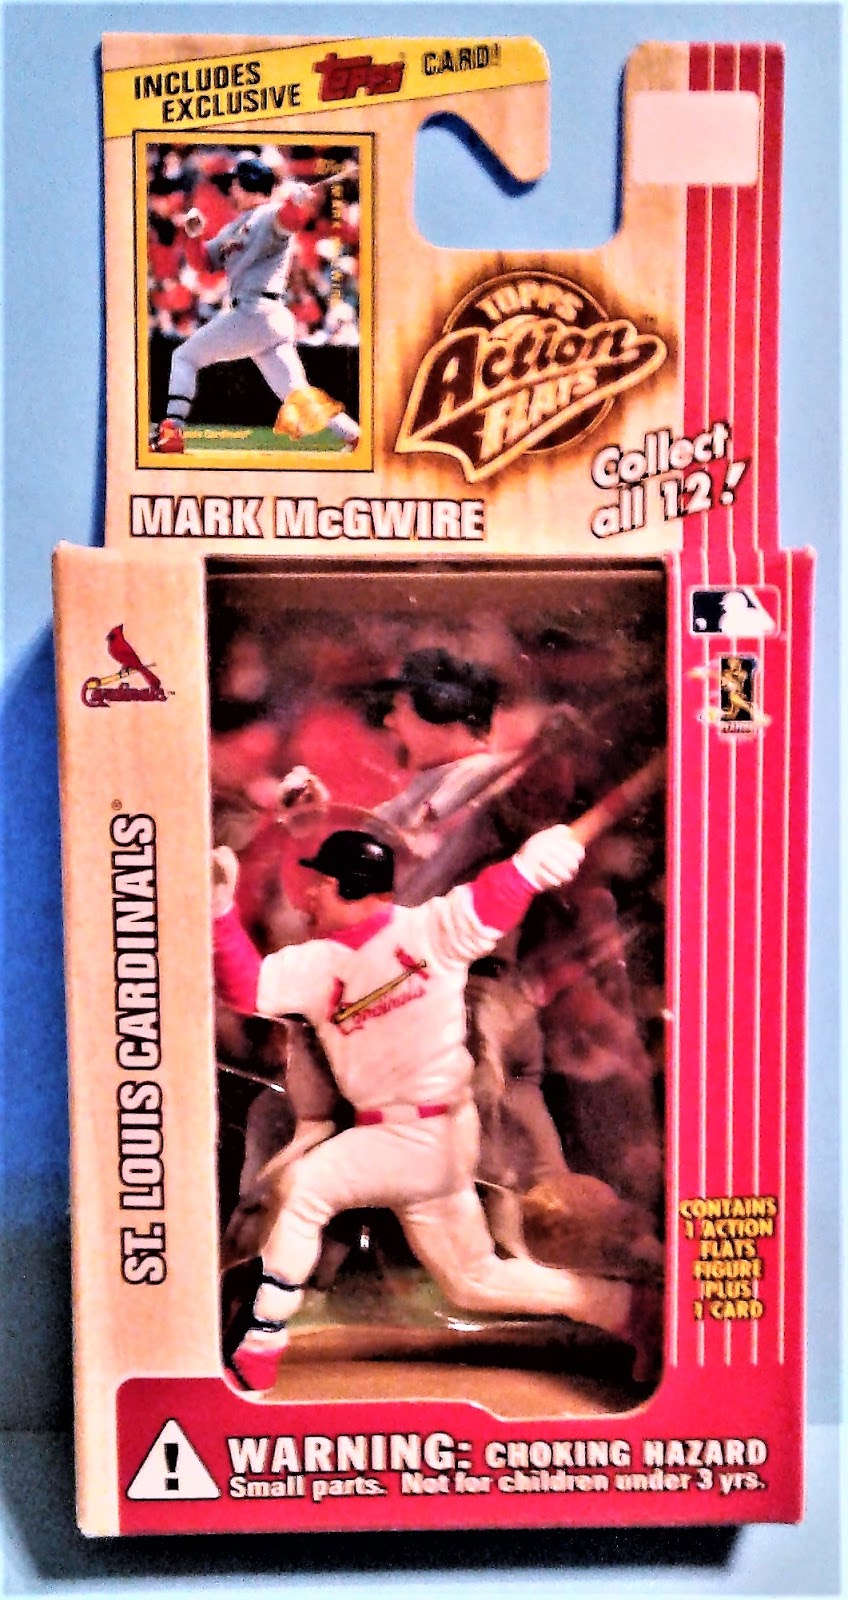 INCLUDES
EXCLUSIVE
Topps
CARD!
TOPPS
Action
FLATS
Collect
all 12!
MARK McGWIRE
Cardinals
ST. LOUIS CARDINALS®
Cardinals
CONTAINS
1 ACTION
FLATS
FIGURE
PLUS
1 CARD
WARNING: CHOKING HAZARD
Small parts. Not for children under 3 yrs.